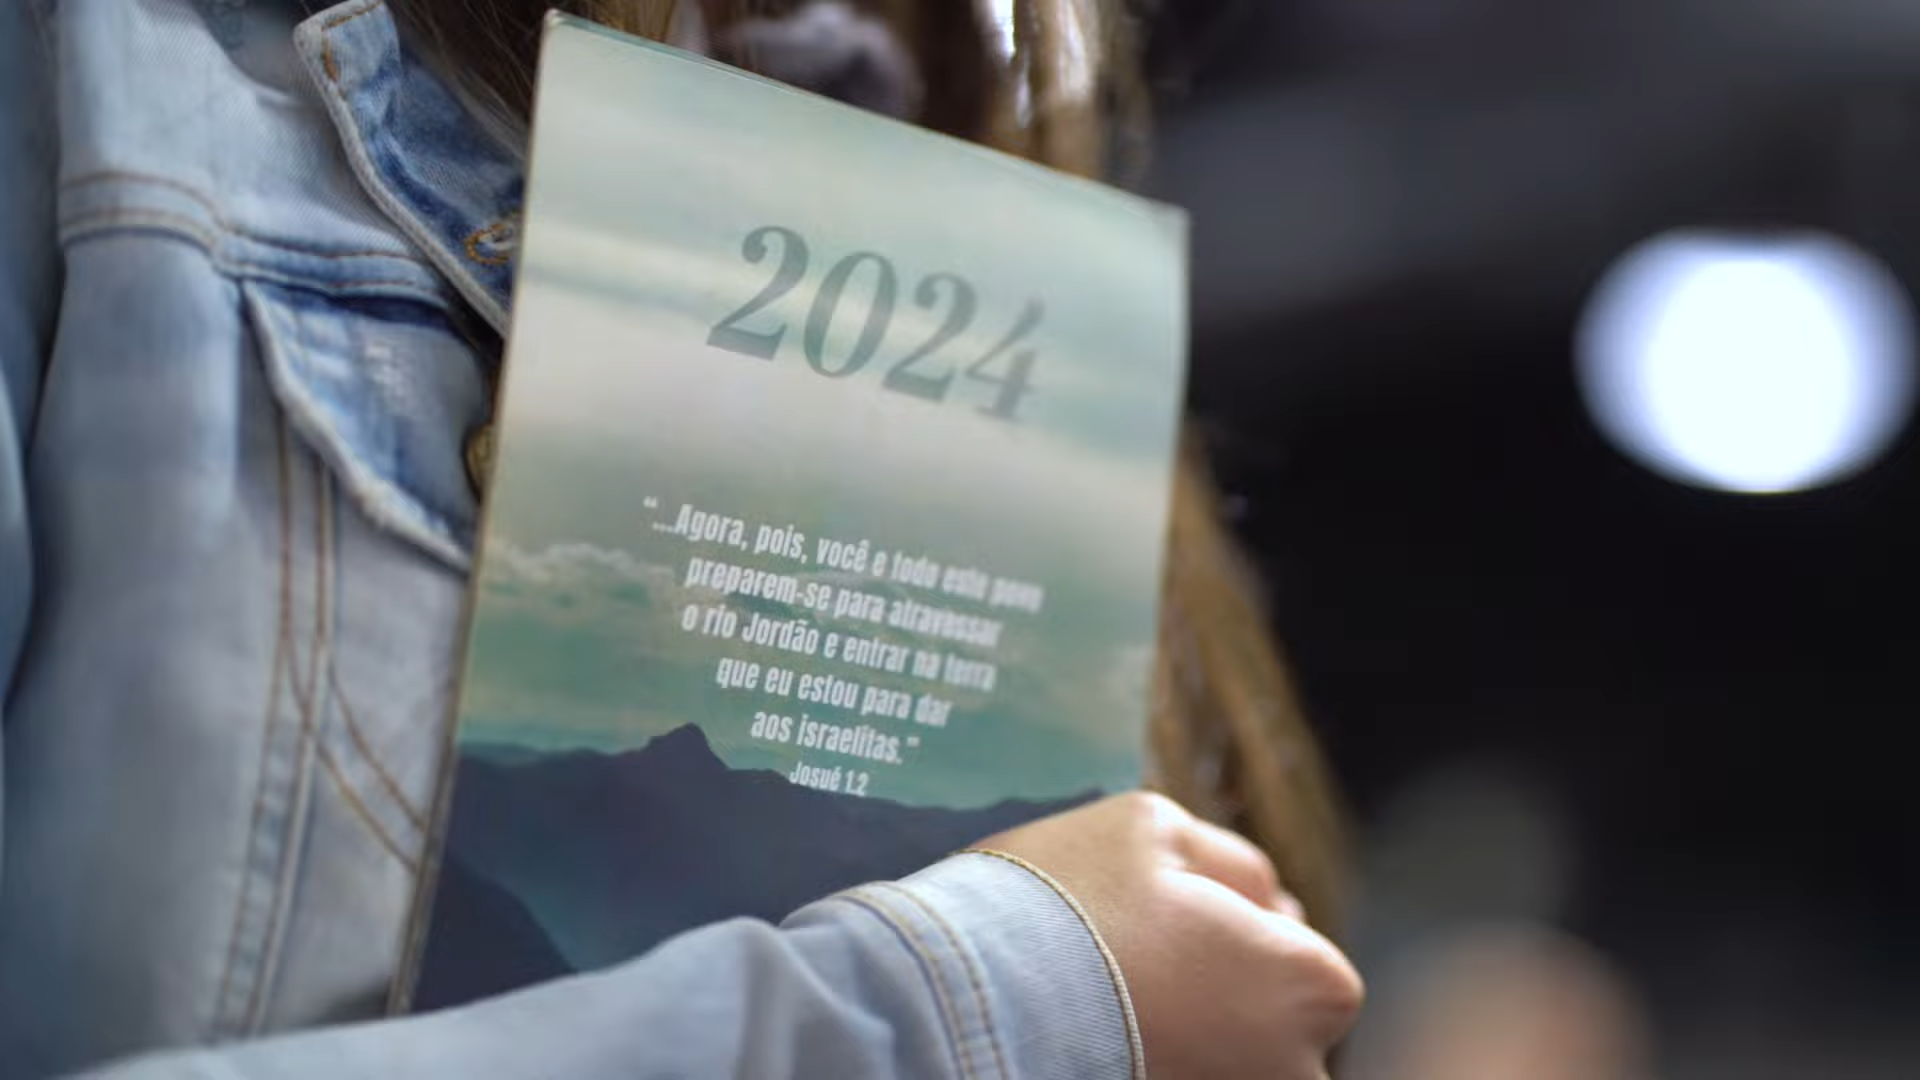 2024
“...Agora, pois, você e todo este povo
preparem-se para atravessar
o rio Jordão e entrar na terra
que eu estou para dar
aos israelitas.”
Josué 1.2